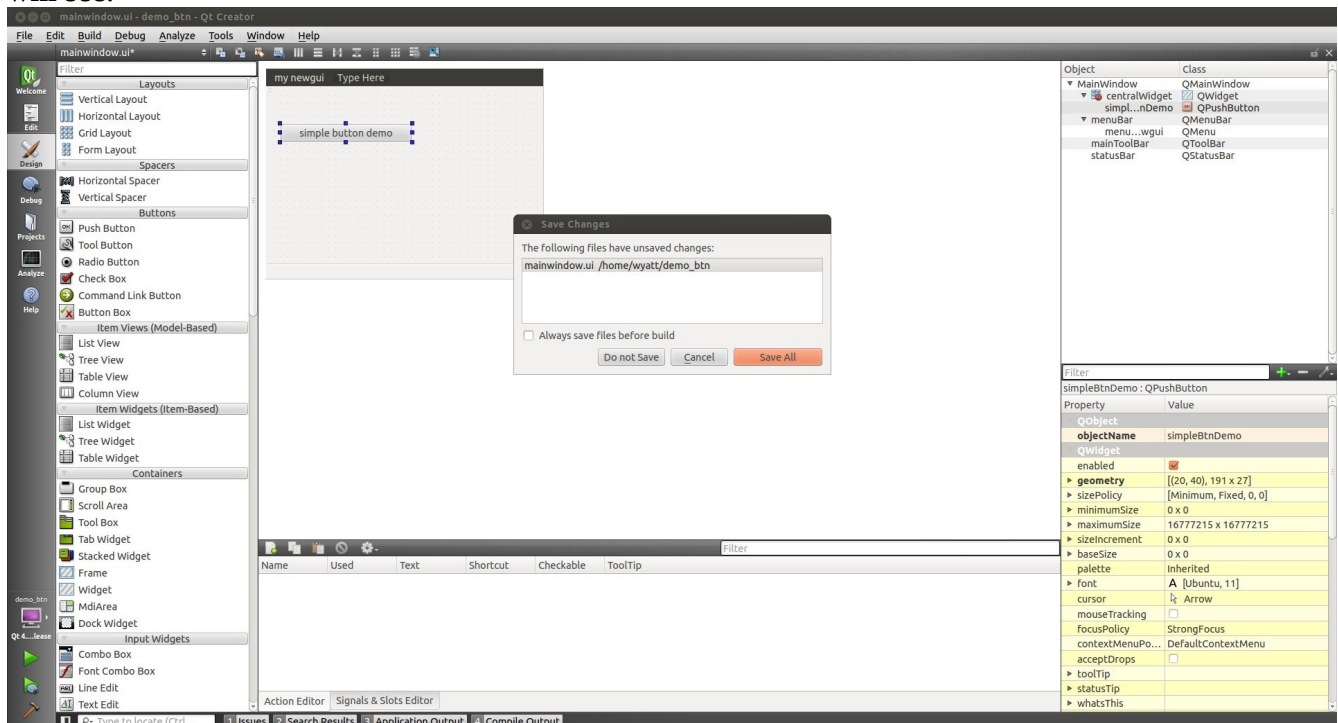 mainwindow.ui - demo_btn - Qt Creator
File Edit Build Debug Analyze Tools Window Help
mainwindow.ui*
Qt
Welcome
Edit
Design
Debug
Projects
Analyze
Help
demo_btn
Qt 4....lease
Filter
Layouts
Vertical Layout
Horizontal Layout
Grid Layout
Form Layout
Spacers
Horizontal Spacer
Vertical Spacer
Buttons
Push Button
Tool Button
Radio Button
Check Box
Command Link Button
Button Box
Item Views (Model-Based)
List View
Tree View
Table View
Column View
Item Widgets (Item-Based)
List Widget
Tree Widget
Table Widget
Containers
Group Box
Scroll Area
Tool Box
Tab Widget
Stacked Widget
Frame
Widget
MdiArea
Dock Widget
Input Widgets
Combo Box
Font Combo Box
Line Edit
Text Edit
my newgui Type Here
simple button demo
Save Changes
The following files have unsaved changes:
mainwindow.ui /home/wyatt/demo_btn
Always save files before build
Do not Save Cancel Save All
Filter
Name Used Text Shortcut Checkable ToolTip
Action Editor Signals & Slots Editor
Object Class
MainWindow QMainWindow
centralWidget QWidget
simpl...nDemo QPushButton
menuBar QMenuBar
menu...wgui QMenu
mainToolBar QToolBar
statusBar QStatusBar
Filter
simpleBtnDemo : QPushButton
Property Value
QObject
objectName simpleBtnDemo
QWidget
enabled
geometry [(20, 40), 191 x 27]
sizePolicy [Minimum, Fixed, 0, 0]
minimumSize 0 x 0
maximumSize 16777215 x 16777215
sizeIncrement 0 x 0
baseSize 0 x 0
palette Inherited
font A [Ubuntu, 11]
cursor Arrow
mouseTracking
focusPolicy StrongFocus
contextMenuPo... DefaultContextMenu
acceptDrops
toolTip
statusTip
whatsThis
Type to locate (Ctrl 1 Issues 2 Search Results 3 Application Output 4 Compile Output